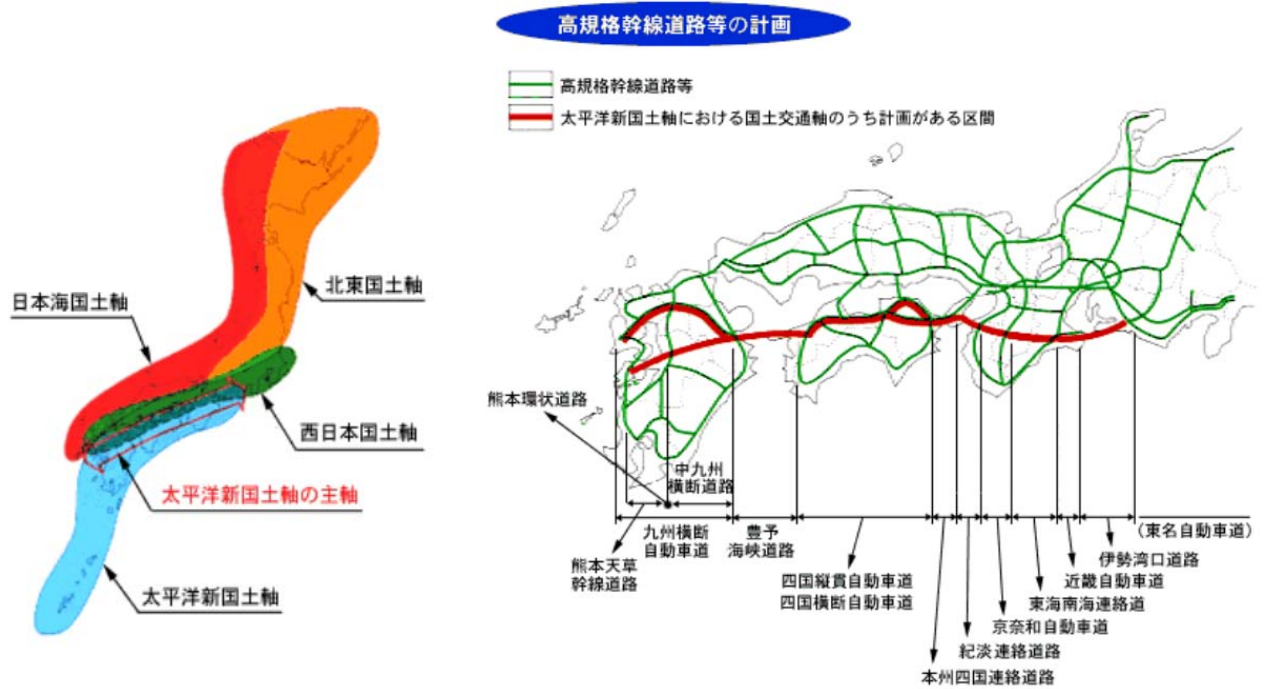 高規格幹線道路等の計画
高規格幹線道路等
太平洋新国土軸における国土交通軸のうち計画がある区間
北東国土軸
日本海国土軸
西日本国土軸
太平洋新国土軸の主軸
太平洋新国土軸
熊本環状道路
中九州
横断道路
九州横断
自動車道
豊予
海峡道路
熊本天草
幹線道路
四国縦貫自動車道
四国横断自動車道
(東名自動車道)
伊勢湾口道路
近畿自動車道
東海南海連絡道
京奈和自動車道
紀淡連絡道路
本州四国連絡道路